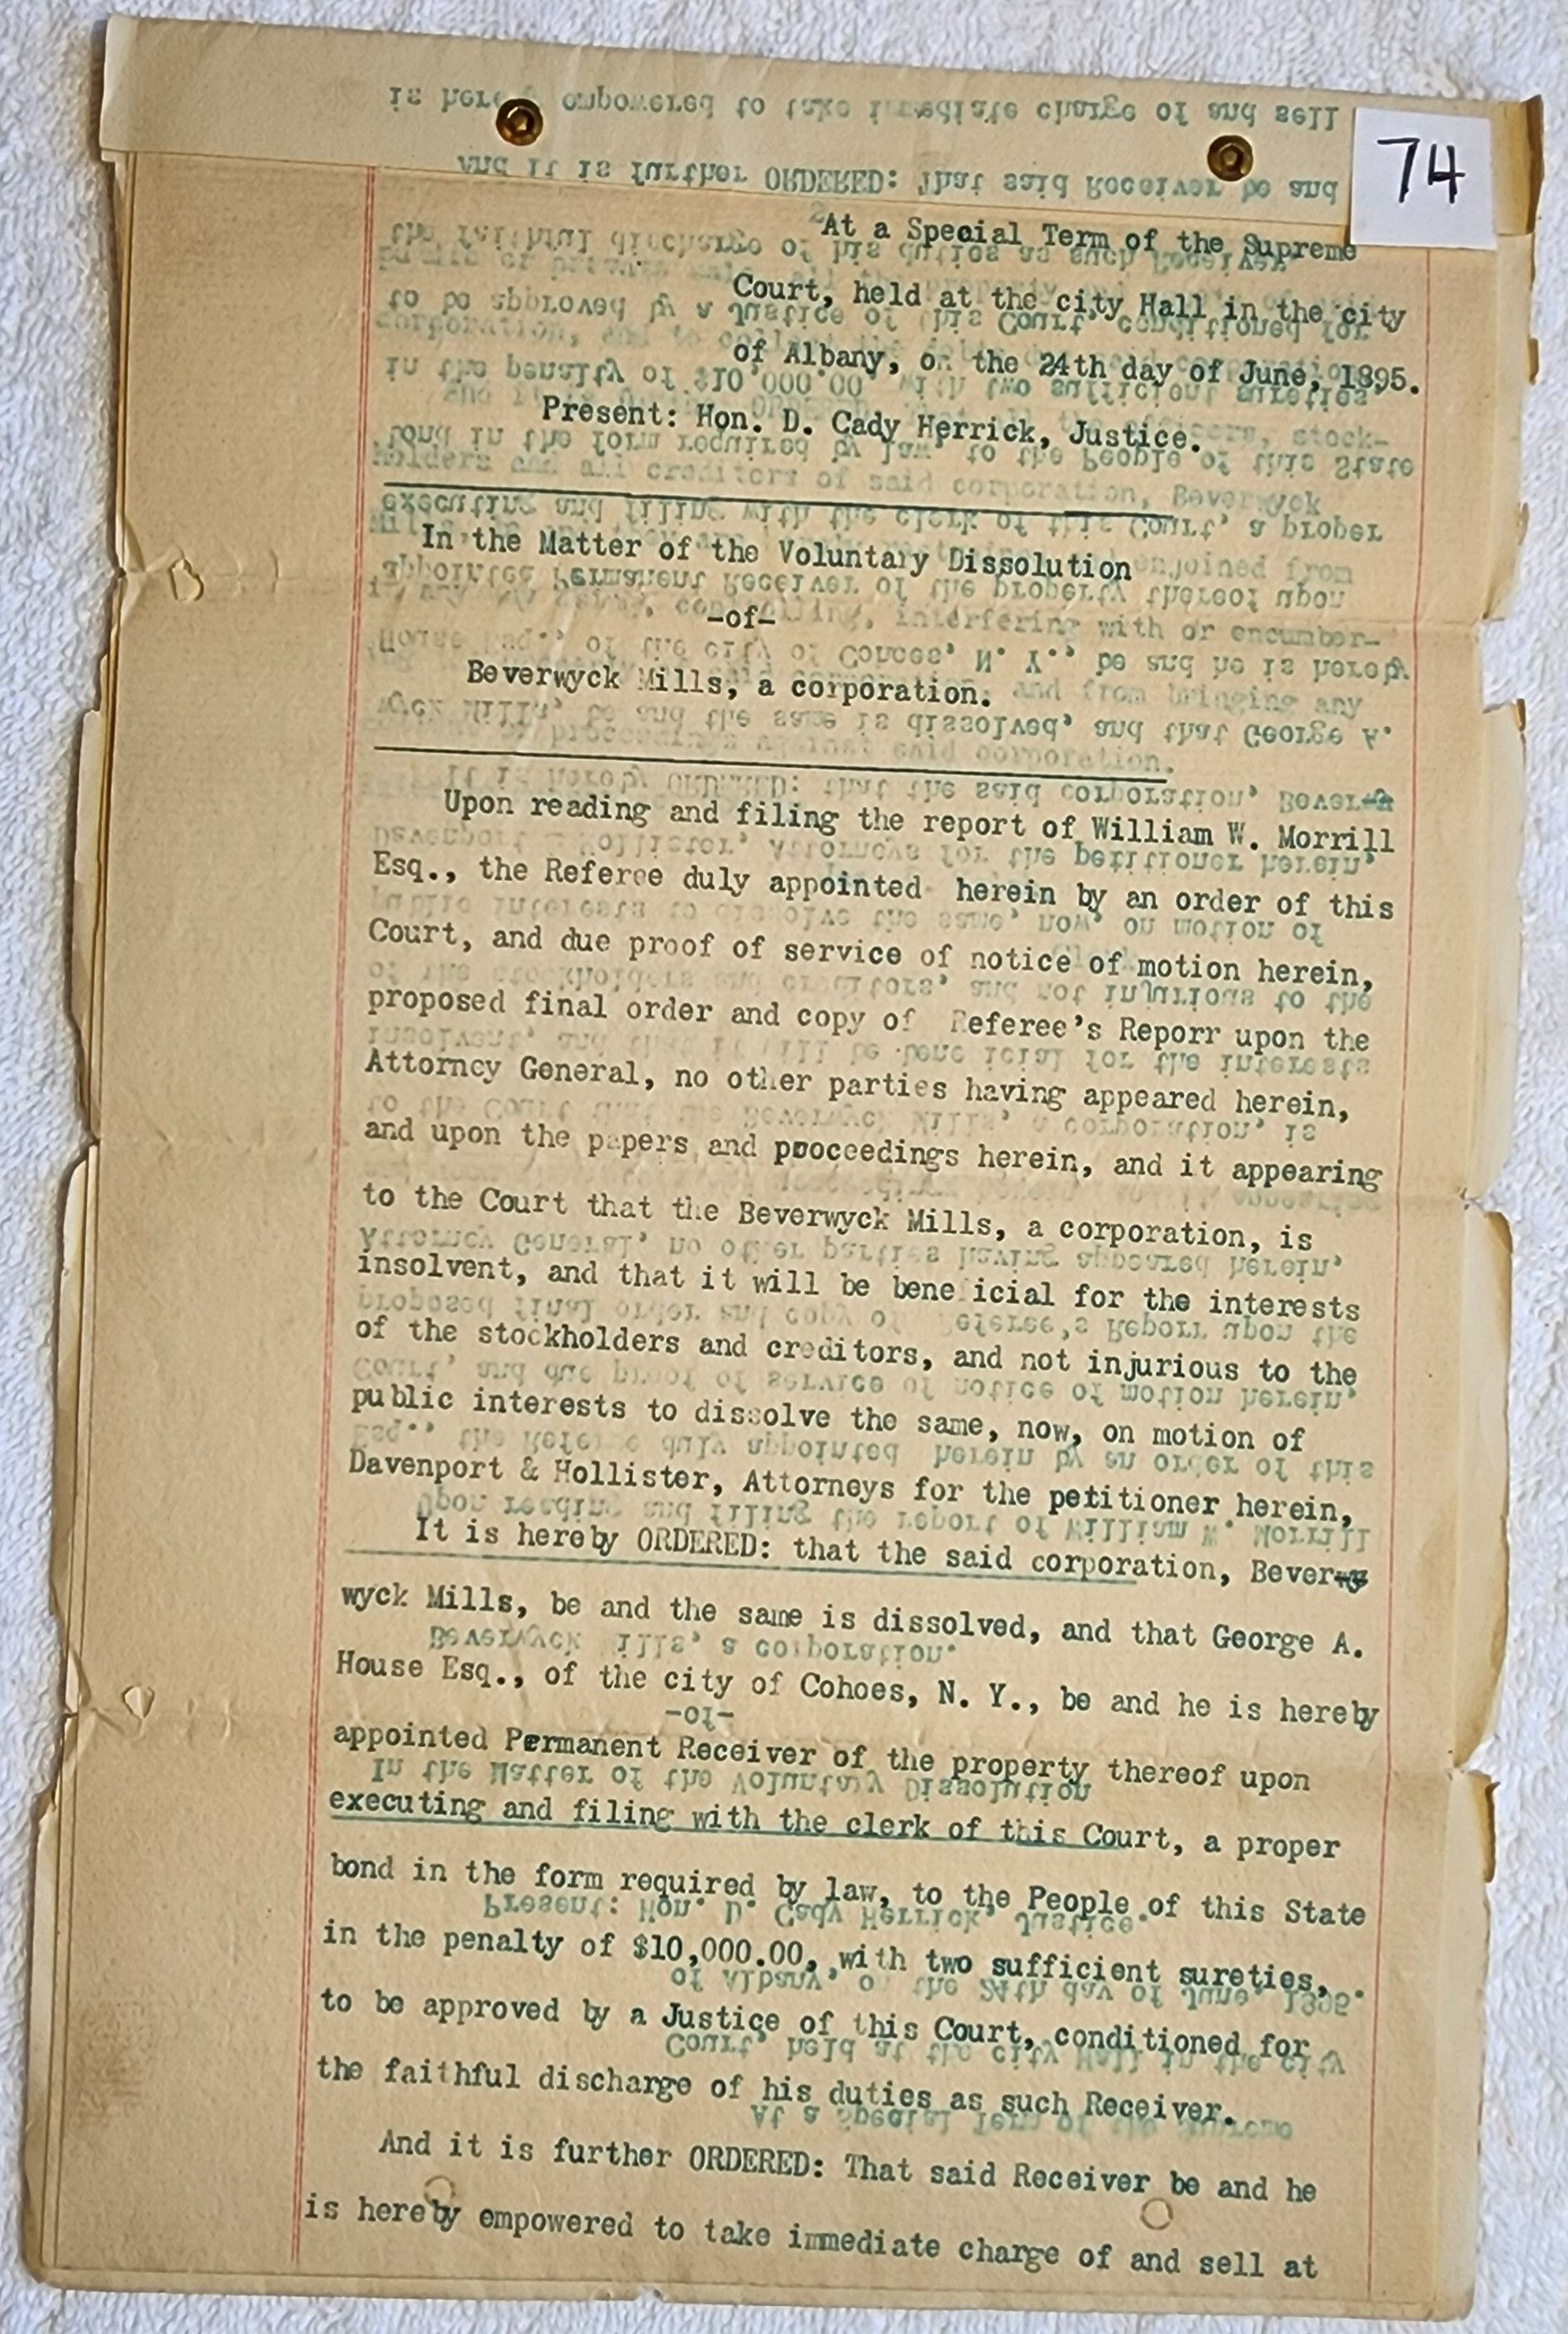 74
At a Special Term of the Supreme
Court, held at the city Hall in the city
of Albany, on the 24th day of June, 1895.
Present: Hon. D. Cady Herrick, Justice.
In the Matter of the Voluntary Dissolution
-of-
Beverwyck Mills, a corporation.
Upon reading and filing the report of William W. Morrill
Esq., the Referee duly appointed herein by an order of this
Court, and due proof of service of notice of motion herein,
proposed final order and copy of Referee's Reporr upon the
Attorney General, no other parties having appeared herein,
and upon the papers and proceedings herein, and it appearing
to the Court that the Beverwyck Mills, a corporation, is
insolvent, and that it will be bene icial for the interests
of the stockholders and creditors, and not injurious to the
public interests to dissolve the same, now, on motion of
Davenport & Hollister, Attorneys for the petitioner herein,
It is hereby ORDERED: that the said corporation, Bever
wyck Mills, be and the same is dissolved, and that George A.
House Esq., of the city of Cohoes, N. Y., be and he is hereby
appointed Permanent Receiver of the property thereof upon
executing and filing with the clerk of this Court, a proper
bond in the form required by law, to the People of this State
in the penalty of $10,000.00, with two sufficient sureties,
to be approved by a Justice of this Court, conditioned for
the faithful discharge of his duties as such Receiver.
And it is further ORDERED: That said Receiver be and he
is hereby empowered to take immediate charge of and sell at